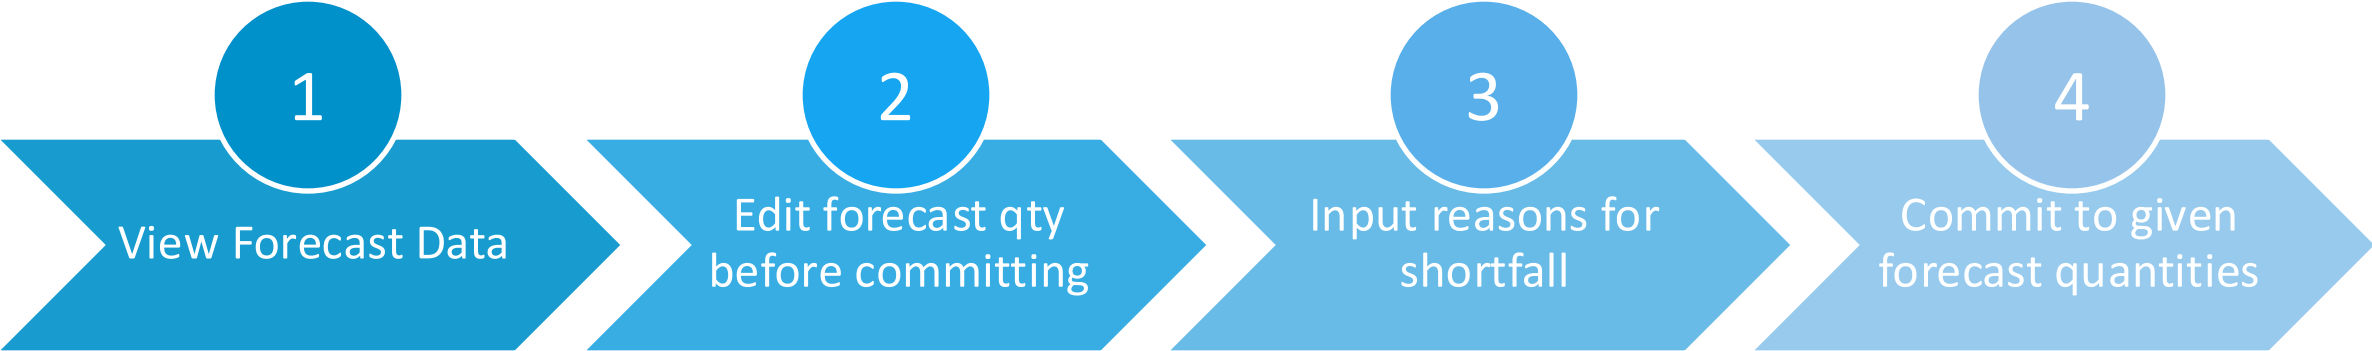 1
View Forecast Data
2
Edit forecast qty
before committing
3
Input reasons for
shortfall
4
Commit to given
forecast quantities